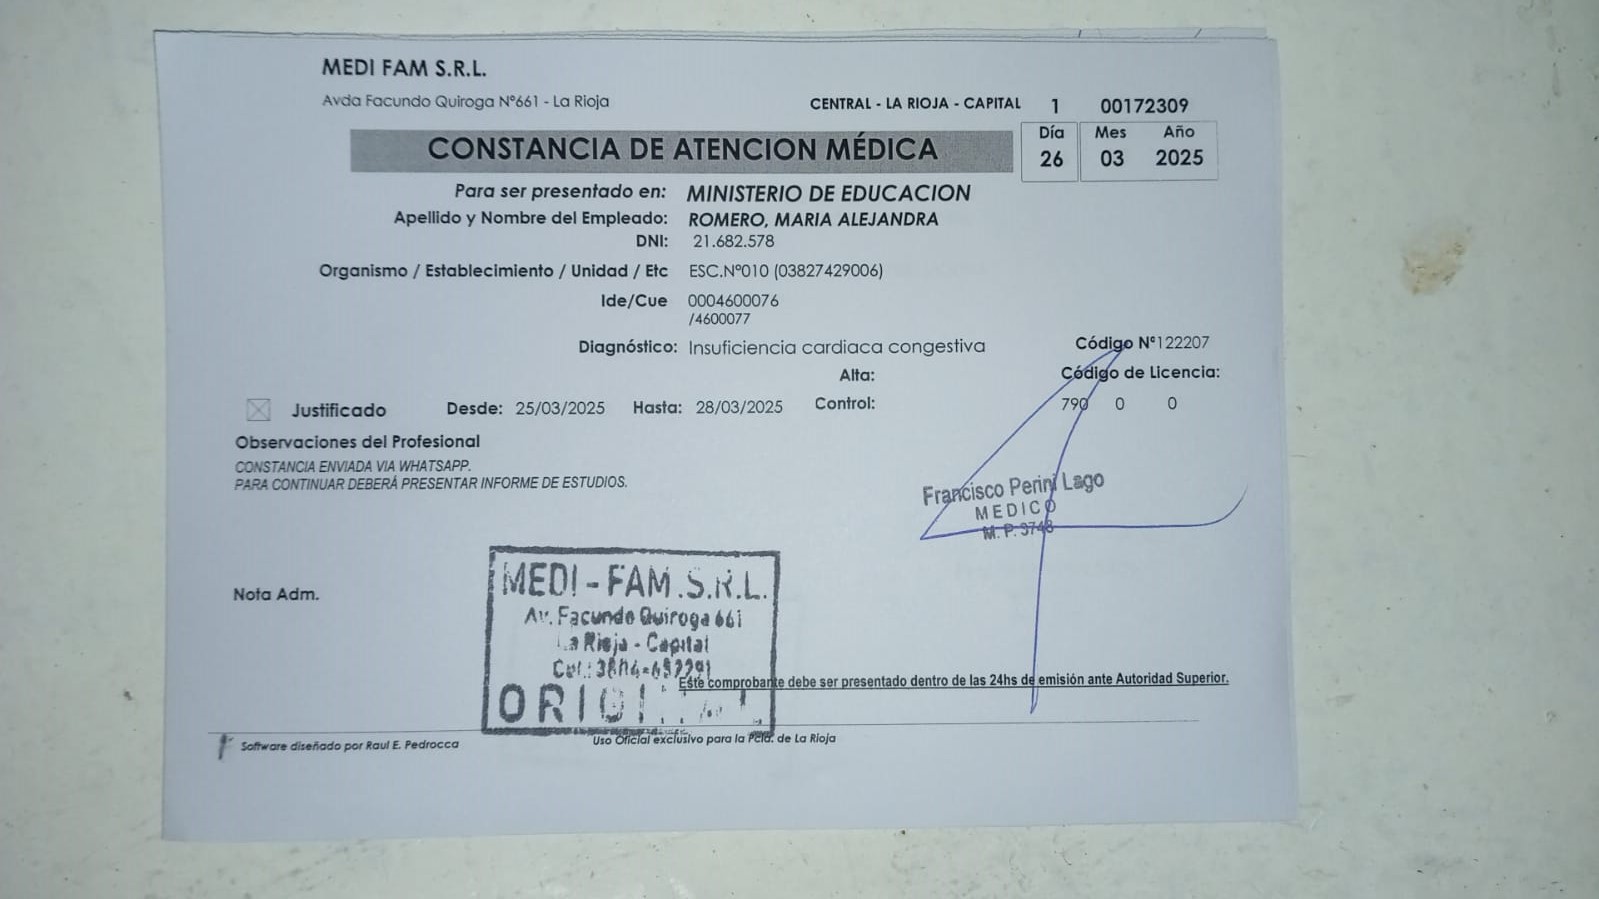 MEDI FAM S.R.L.
Avda Facundo Quiroga Nº661 - La Rioja
CENTRAL - LA RIOJA - CAPITAL 1 00172309
CONSTANCIA DE ATENCION MÉDICA
Día Mes Año
26 03 2025
Para ser presentado en: MINISTERIO DE EDUCACION
Apellido y Nombre del Empleado: ROMERO, MARIA ALEJANDRA
DNI: 21.682.578
Organismo / Establecimiento / Unidad / Etc ESC.Nº010 (03827429006)
Ide/Cue 0004600076
/4600077
Diagnóstico: Insuficiencia cardiaca congestiva
Código Nº122207
Alta:
Código de Licencia:
Justificado Desde: 25/03/2025 Hasta: 28/03/2025 Control:
790 0 0
Observaciones del Profesional
CONSTANCIA ENVIADA VIA WHATSAPP.
PARA CONTINUAR DEBERÁ PRESENTAR INFORME DE ESTUDIOS.
Francisco Perini Lago
MEDICO
M. P. 3748
Nota Adm.
MEDI - FAM .S.R.L.
Av. Facundo Quiroga 661
La Rioja - Capital
Este comprobante debe ser presentado dentro de las 24hs de emisión ante Autoridad Superior.
Software diseñado por Raul E. Pedrocca
Uso Oficial exclusivo para la Pcia. de La Rioja